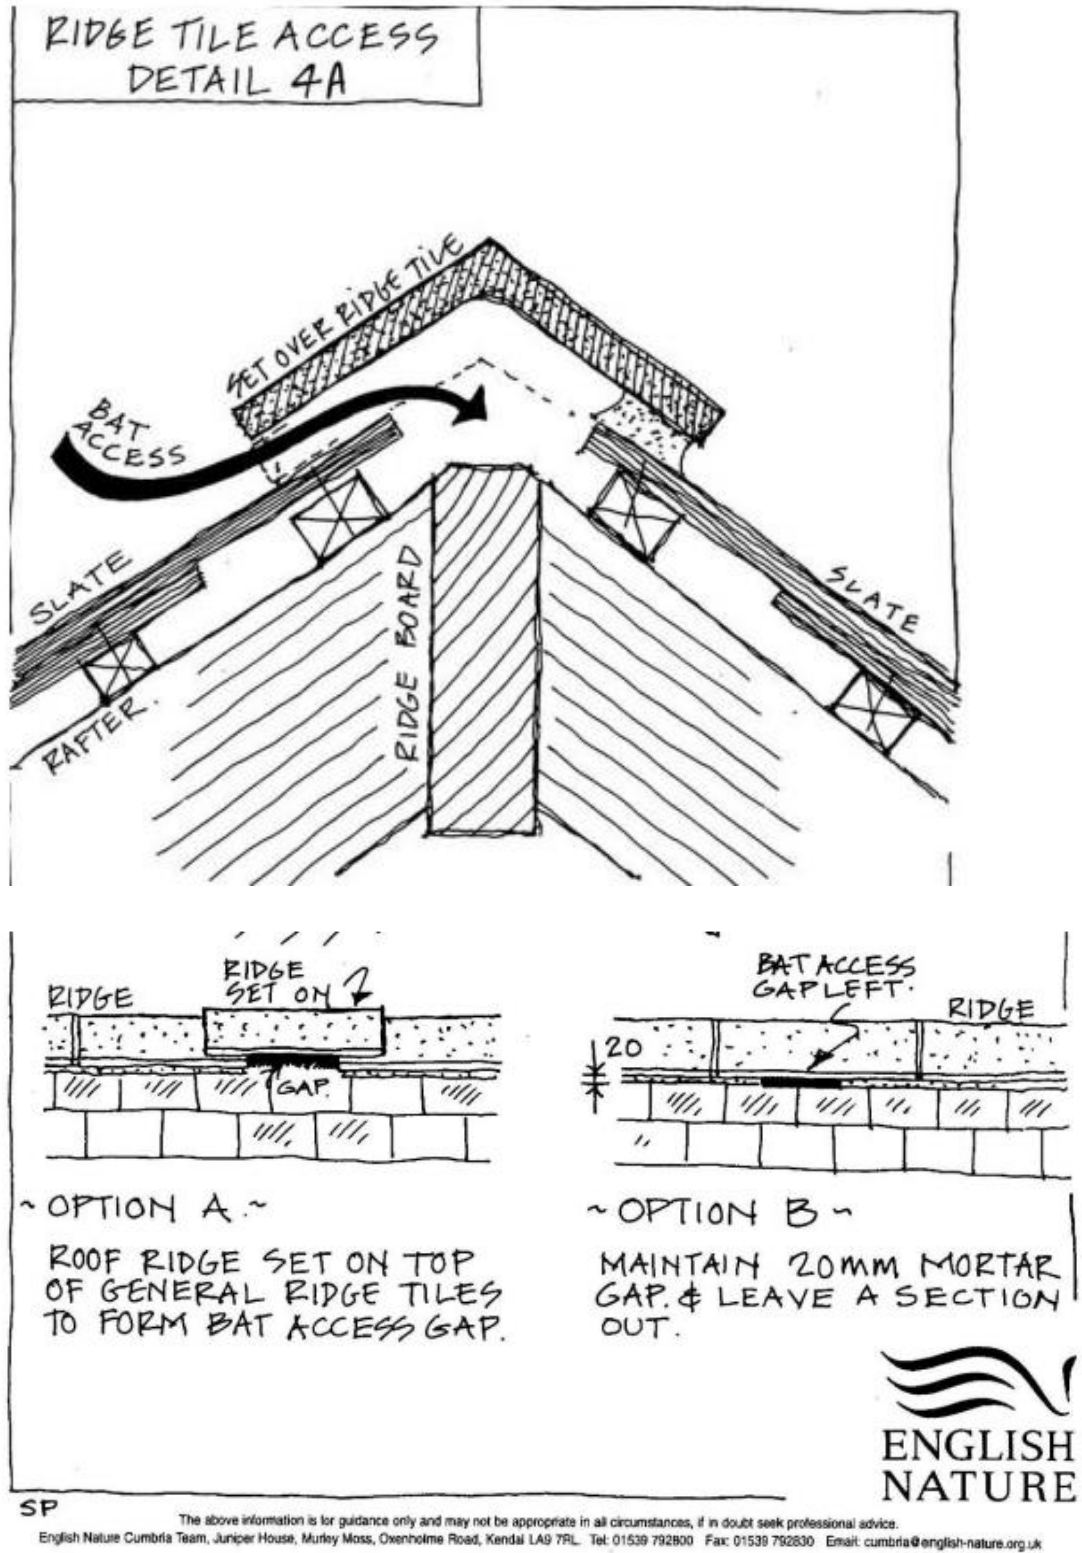 RIDGE TILE ACCESS
DETAIL 4A
SET OVER RIDGE TILE
BAT
ACCESS
SLATE
SLATE
RIDGE BOARD
RAFTER.
RIDGE
RIDGE
SET ON
GAP.
BAT ACCESS
GAP LEFT.
RIDGE
20
~ OPTION A. ~
ROOF RIDGE SET ON TOP
OF GENERAL RIDGE TILES
TO FORM BAT ACCESS GAP.
~ OPTION B ~
MAINTAIN 20mm MORTAR
GAP. & LEAVE A SECTION
OUT.
ENGLISH
NATURE
SP
The above information is for guidance only and may not be appropriate in all circumstances, if in doubt seek professional advice.
English Nature Cumbria Team, Juniper House, Murley Moss, Oxenholme Road, Kendal LA9 7RL. Tel: 01539 792800 Fax: 01539 792830 Email: cumbria@english-nature.org.uk